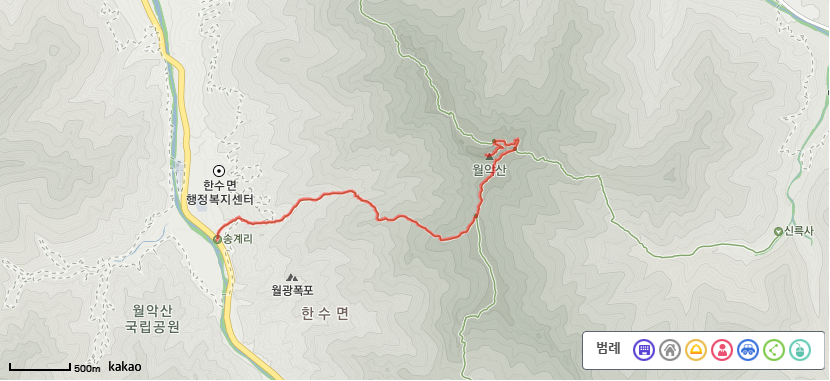 월악산
한수면
행정복지센터
신륵사
송계리
월광폭포
월악산
국립공원
한수면
범례
500m
kakao